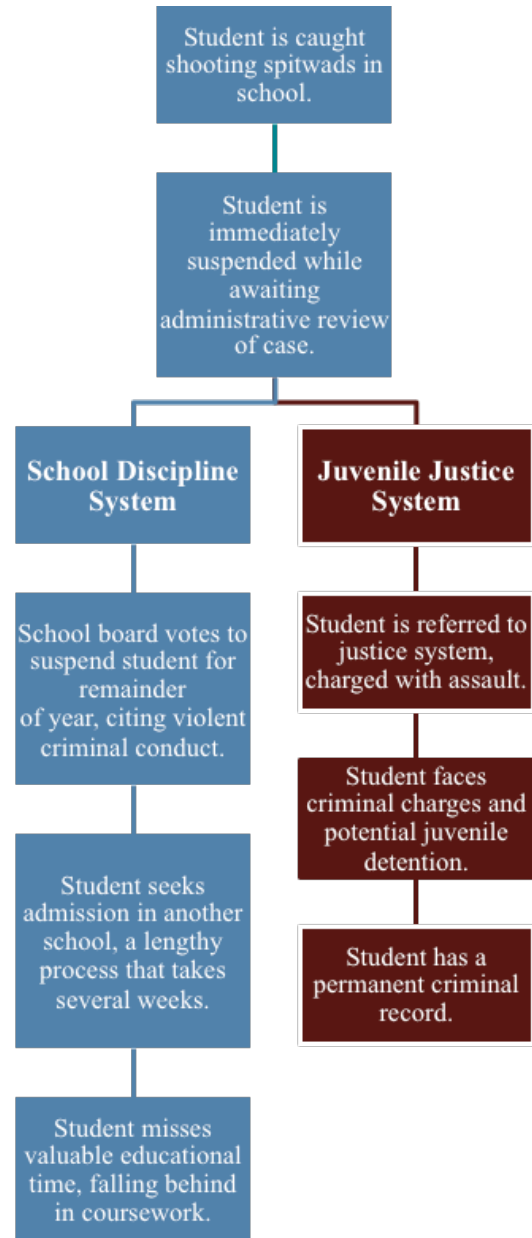 Student is caught
shooting spitwads in
school.
Student is
immediately
suspended while
awaiting
administrative review
of case.
School Discipline
System
School board votes to
suspend student for
remainder
of year, citing violent
criminal conduct.
Student seeks
admission in another
school, a lengthy
process that takes
several weeks.
Student misses
valuable educational
time, falling behind
in coursework.
Juvenile Justice
System
Student is referred to
justice system,
charged with assault.
Student faces
criminal charges and
potential juvenile
detention.
Student has a
permanent criminal
record.